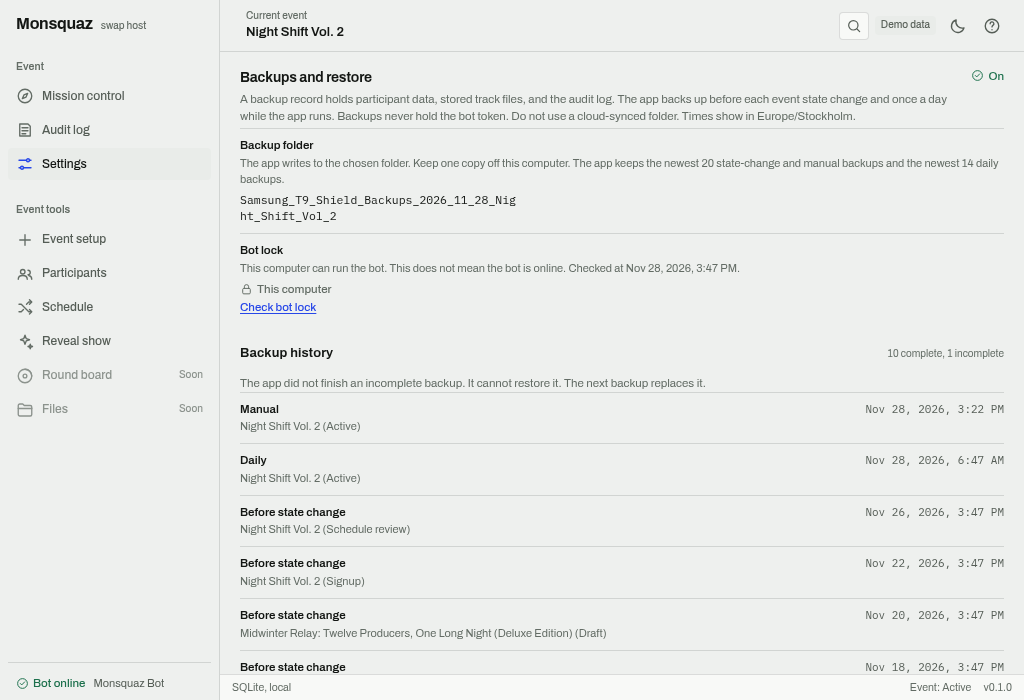 Monsquaz swap host
Event
Mission control
Audit log
Settings
Event tools
Event setup
Participants
Schedule
Reveal show
Round board Soon
Files Soon
Bot online Monsquaz Bot
Current event
Night Shift Vol. 2
Demo data
Backups and restore
On
A backup record holds participant data, stored track files, and the audit log. The app backs up before each event state change and once a day
while the app runs. Backups never hold the bot token. Do not use a cloud-synced folder. Times show in Europe/Stockholm.
Backup folder
The app writes to the chosen folder. Keep one copy off this computer. The app keeps the newest 20 state-change and manual backups and the newest 14 daily
backups.
Samsung_T9_Shield_Backups_2026_11_28_Nig
ht_Shift_Vol_2
Bot lock
This computer can run the bot. This does not mean the bot is online. Checked at Nov 28, 2026, 3:47 PM.
This computer
Check bot lock
Backup history 10 complete, 1 incomplete
The app did not finish an incomplete backup. It cannot restore it. The next backup replaces it.
Manual Nov 28, 2026, 3:22 PM
Night Shift Vol. 2 (Active)
Daily Nov 28, 2026, 6:47 AM
Night Shift Vol. 2 (Active)
Before state change Nov 26, 2026, 3:47 PM
Night Shift Vol. 2 (Schedule review)
Before state change Nov 22, 2026, 3:47 PM
Night Shift Vol. 2 (Signup)
Before state change Nov 20, 2026, 3:47 PM
Midwinter Relay: Twelve Producers, One Long Night (Deluxe Edition) (Draft)
Before state change Nov 18, 2026, 3:47 PM
SQLite, local
Event: Active v0.1.0